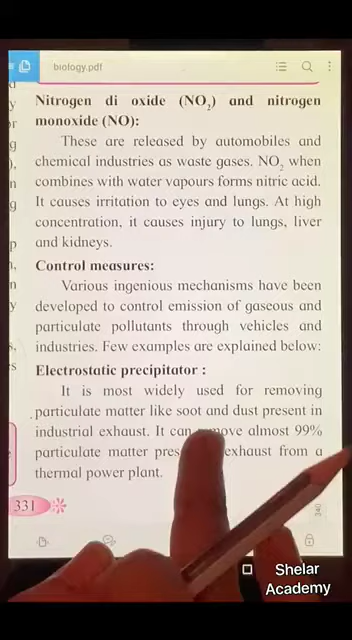 biology.pdf
Nitrogen di oxide (NO₂) and nitrogen
monoxide (NO):
These are released by automobiles and
chemical industries as waste gases. NO₂ when
combines with water vapours forms nitric acid.
It causes irritation to eyes and lungs. At high
concentration, it causes injury to lungs, liver
and kidneys.
Control measures:
Various ingenious mechanisms have been
developed to control emission of gaseous and
particulate pollutants through vehicles and
industries. Few examples are explained below:
Electrostatic precipitator :
It is most widely used for removing
particulate matter like soot and dust present in
industrial exhaust. It can move almost 99%
particulate matter pres exhaust from a
thermal power plant.
331
340
Shelar
Academy